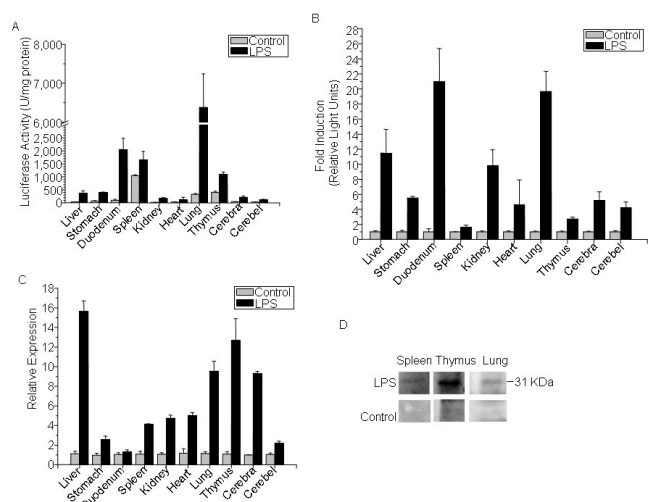 A
Luciferase Activity (U/mg protein)
8,000
7,000
6,000
2,500
2,000
1,500
1,000
500
0
Control
LPS
Liver
Stomach
Duodenum
Spleen
Kidney
Heart
Lung
Thymus
Cerebra
Cerebel
B
Fold Induction
(Relative Light Units)
28
26
24
22
20
18
16
14
12
10
8
6
4
2
0
Control
LPS
Liver
Stomach
Duodenum
Spleen
Kidney
Heart
Lung
Thymus
Cerebra
Cerebel
C
Relative Expression
18
16
14
12
10
8
6
4
2
0
Control
LPS
Liver
Stomach
Duodenum
Spleen
Kidney
Heart
Lung
Thymus
Cerebra
Cerebel
D
Spleen Thymus Lung
LPS
31 KDa
Control